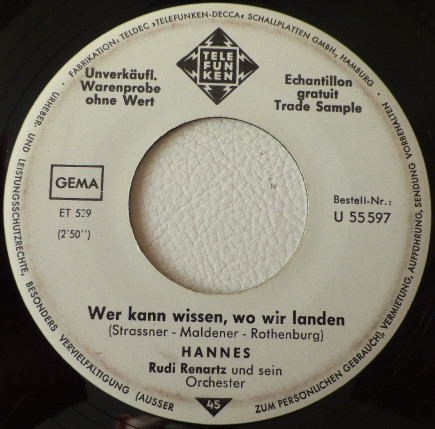 FABRIKATION: TELDEC »TELEFUNKEN-DECCA« SCHALLPLATTEN GMBH, HAMBURG · URHEBER- UND LEISTUNGSSCHUTZRECHTE, BESONDERS VERVIELFÄLTIGUNG (AUSSER ZUM PERSÖNLICHEN GEBRAUCH), VERMIETUNG, AUFFÜHRUNG, SENDUNG VORBEHALTEN ·
TELE
FUN
KEN
Unverkäufl.
Warenprobe
ohne Wert
Echantillon
gratuit
Trade Sample
GEMA
ET 529
(2'50'')
Bestell-Nr.:
U 55 597
Wer kann wissen, wo wir landen
(Strassner - Maldener - Rothenburg)
HANNES
Rudi Renartz und sein
Orchester
45